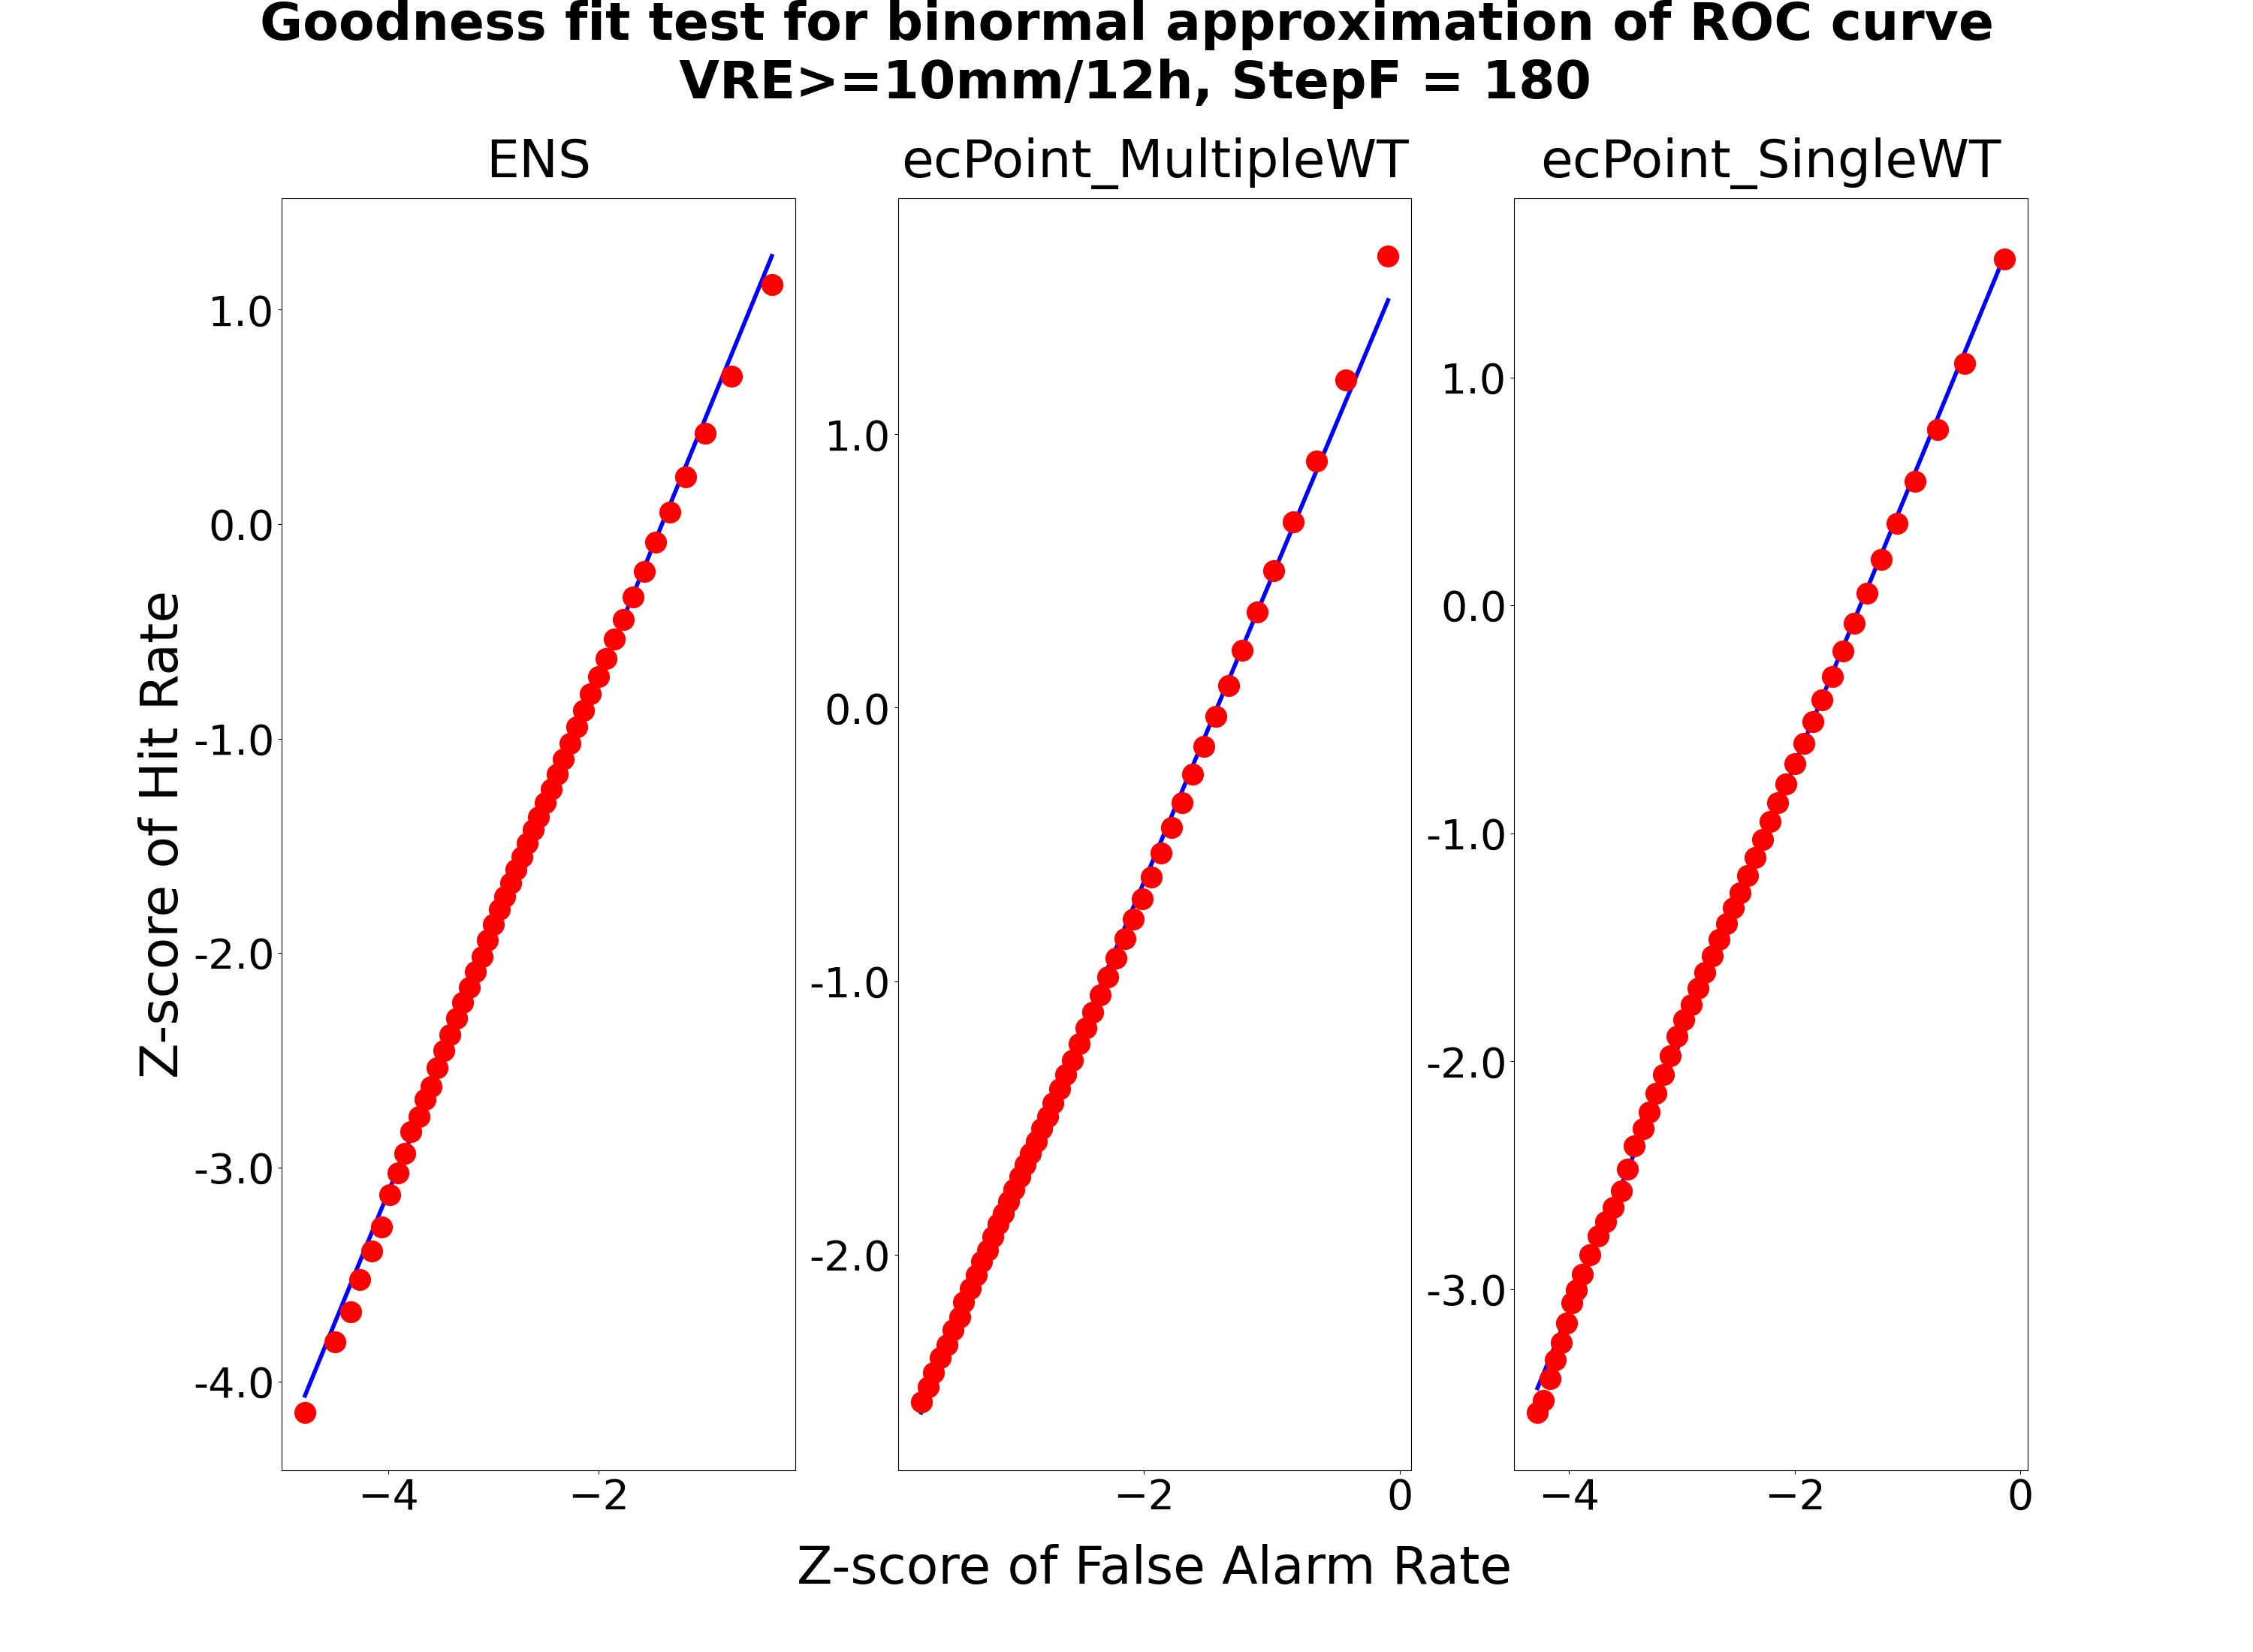 Goodness fit test for binormal approximation of ROC curve
VRE>=10mm/12h, StepF = 180
ENS
ecPoint_MultipleWT
ecPoint_SingleWT
Z-score of Hit Rate
1.0
0.0
-1.0
-2.0
-3.0
-4.0
1.0
0.0
-1.0
-2.0
1.0
0.0
-1.0
-2.0
-3.0
−4 −2
−2 0
−4 −2 0
Z-score of False Alarm Rate